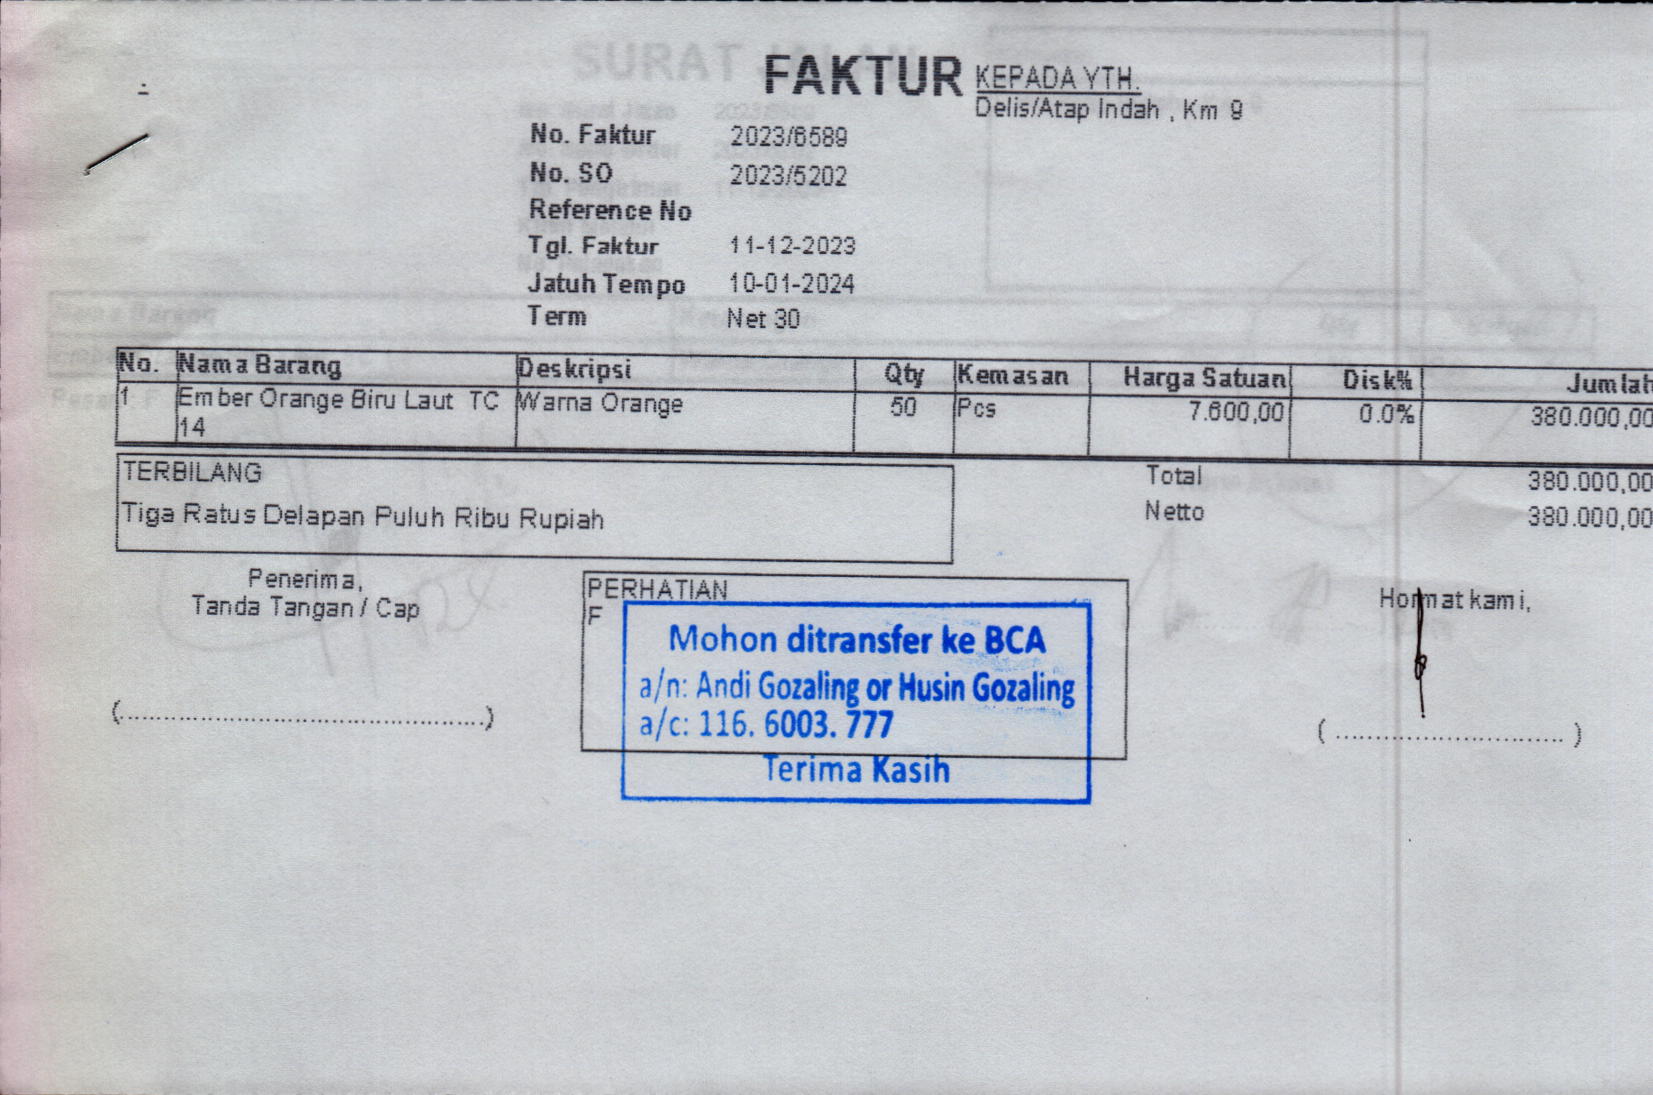 FAKTUR
KEPADA YTH.
Delis/Atap Indah , Km 9
No. Faktur 2023/6589
No. SO 2023/5202
Reference No
Tgl. Faktur 11-12-2023
Jatuh Tempo 10-01-2024
Term Net 30
No. Nama Barang Deskripsi Qty Kemasan Harga Satuan Disk% Jumlah
1 Ember Orange Biru Laut TC Warna Orange 50 Pcs 7.600,00 0.0% 380.000,00
14
TERBILANG
Tiga Ratus Delapan Puluh Ribu Rupiah
Total 380.000,00
Netto 380.000,00
Penerima,
Tanda Tangan / Cap
(............................................)
PERHATIAN
F
Mohon ditransfer ke BCA
a/n: Andi Gozaling or Husin Gozaling
a/c: 116. 6003. 777
Terima Kasih
Hormat kami,
(............................)
SURAT JALAN